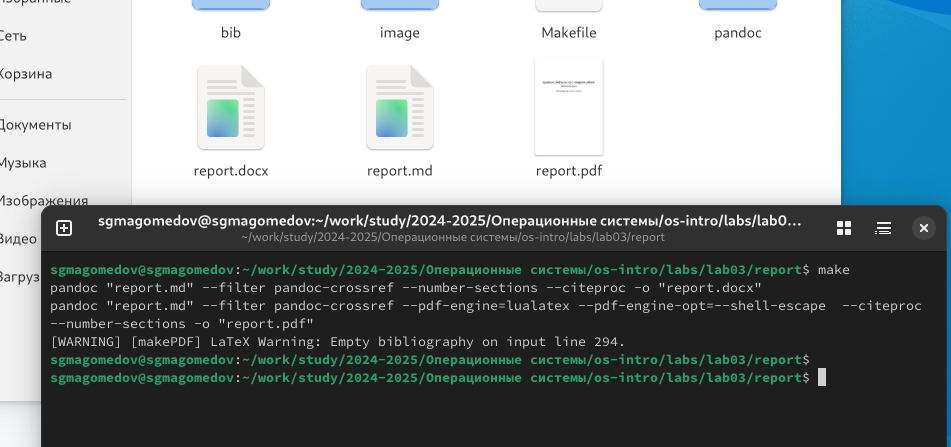 Сеть
Корзина
Документы
Музыка
Изображения
Видео
Загруз
bib
image
Makefile
pandoc
report.docx
report.md
report.pdf
sgmagomedov@sgmagomedov:~/work/study/2024-2025/Операционные системы/os-intro/labs/lab0...
~/work/study/2024-2025/Операционные системы/os-intro/labs/lab03/report
sgmagomedov@sgmagomedov:~/work/study/2024-2025/Операционные системы/os-intro/labs/lab03/report$ make
pandoc "report.md" --filter pandoc-crossref --number-sections --citeproc -o "report.docx"
pandoc "report.md" --filter pandoc-crossref --pdf-engine=lualatex --pdf-engine-opt=--shell-escape  --citeproc
--number-sections -o "report.pdf"
[WARNING] [makePDF] LaTeX Warning: Empty bibliography on input line 294.
sgmagomedov@sgmagomedov:~/work/study/2024-2025/Операционные системы/os-intro/labs/lab03/report$
sgmagomedov@sgmagomedov:~/work/study/2024-2025/Операционные системы/os-intro/labs/lab03/report$